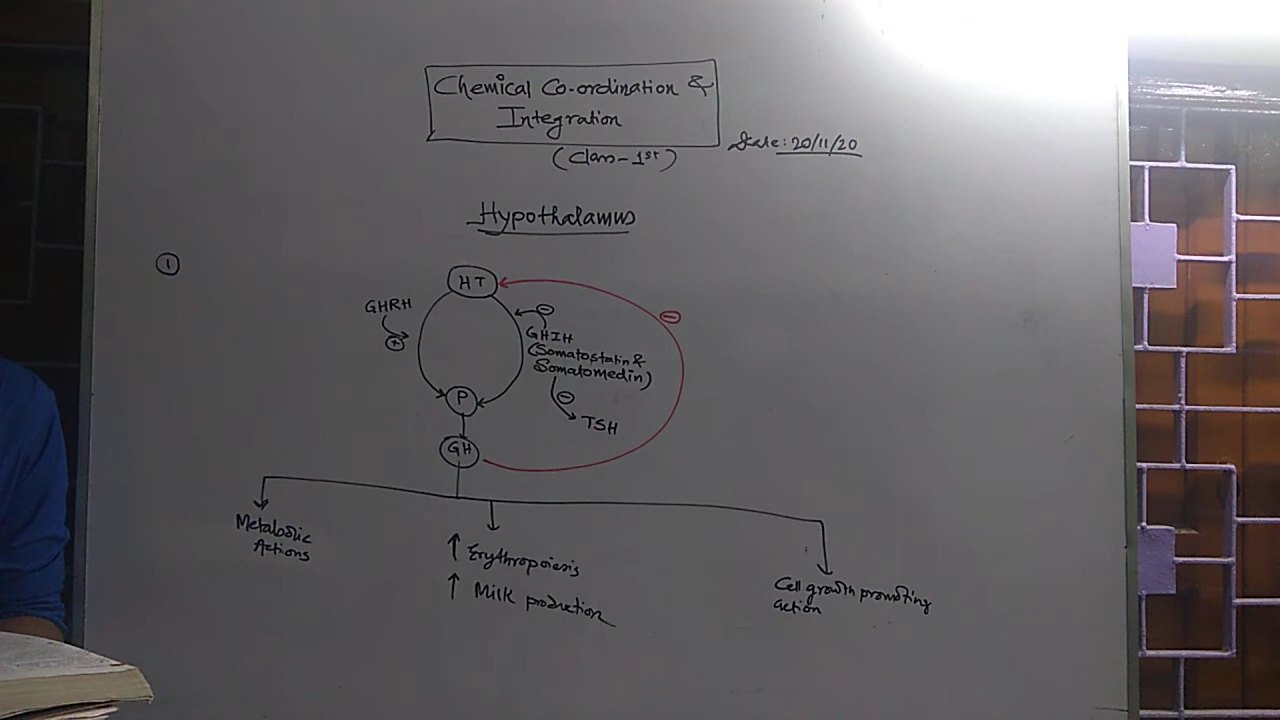 Chemical Co-ordination &
Integration
(Class-1st)
Date: 20/11/20
Hypothalamus
①
HT
GHRH
+
-
GHIH
(Somatostatin &
Somatomedin)
-
TSH
-
P
GH
Metabolic
Actions
↑ Erythropoiesis
↑ Milk production
Cell growth promoting
action